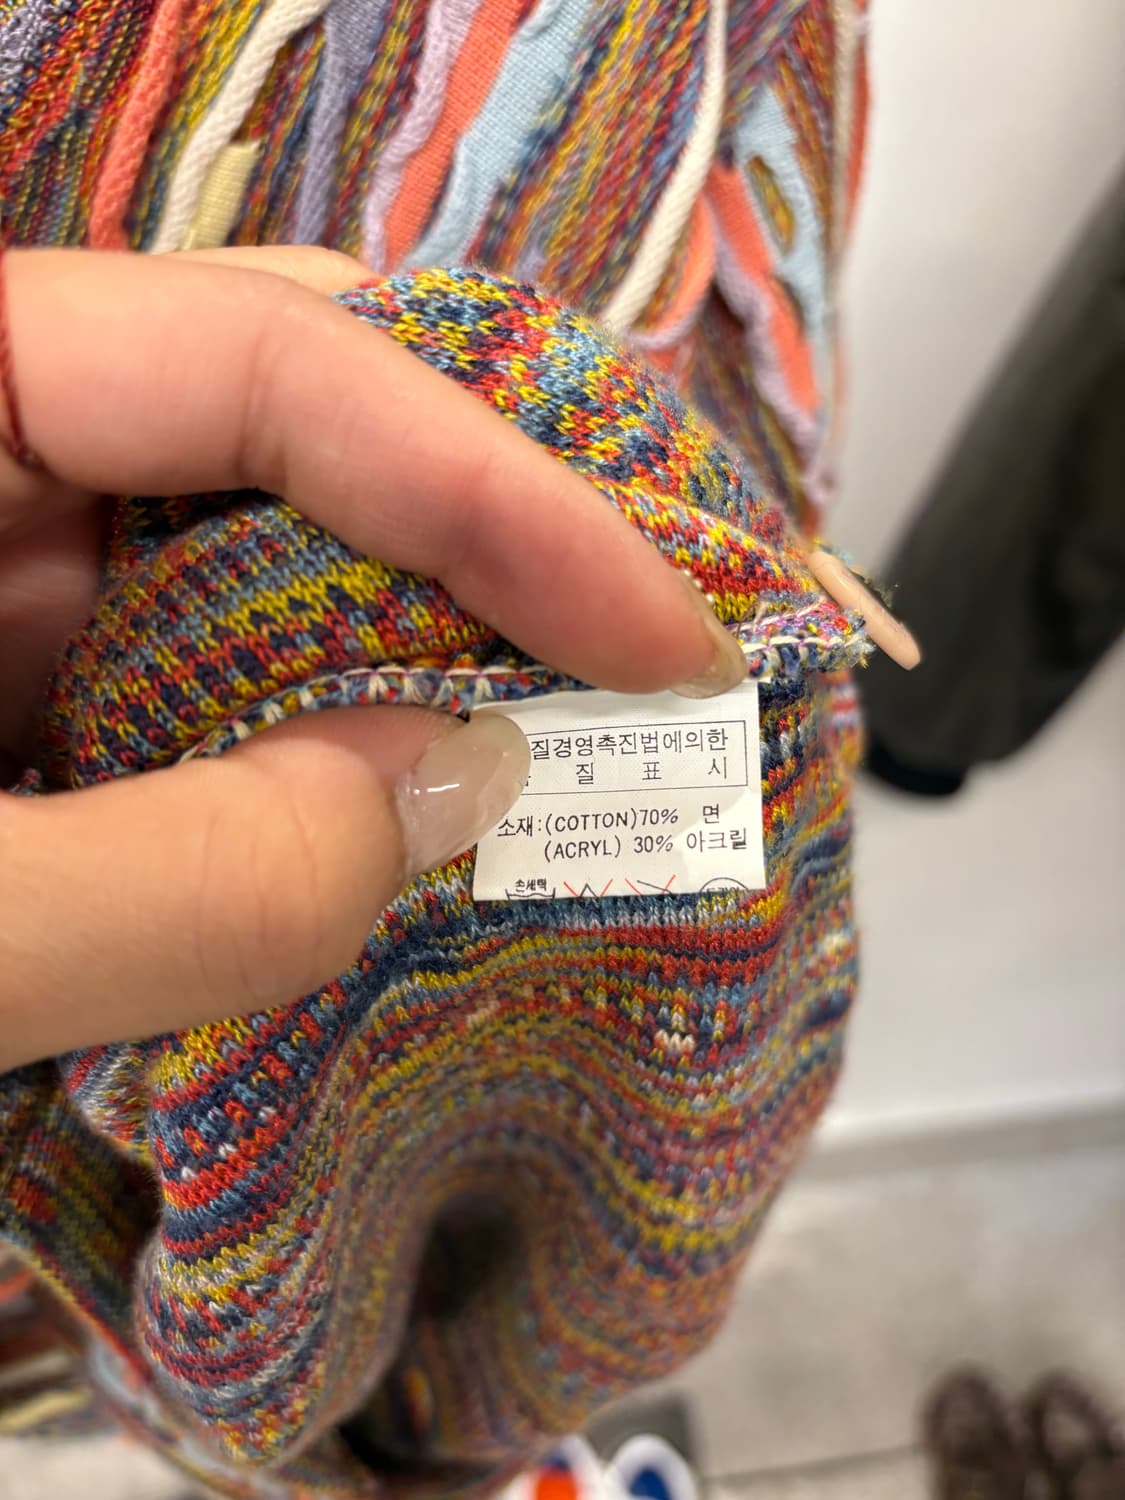 질경영촉진법에의한
질 표 시
소재:(COTTON)70% 면
(ACRYL) 30% 아크릴
손세탁